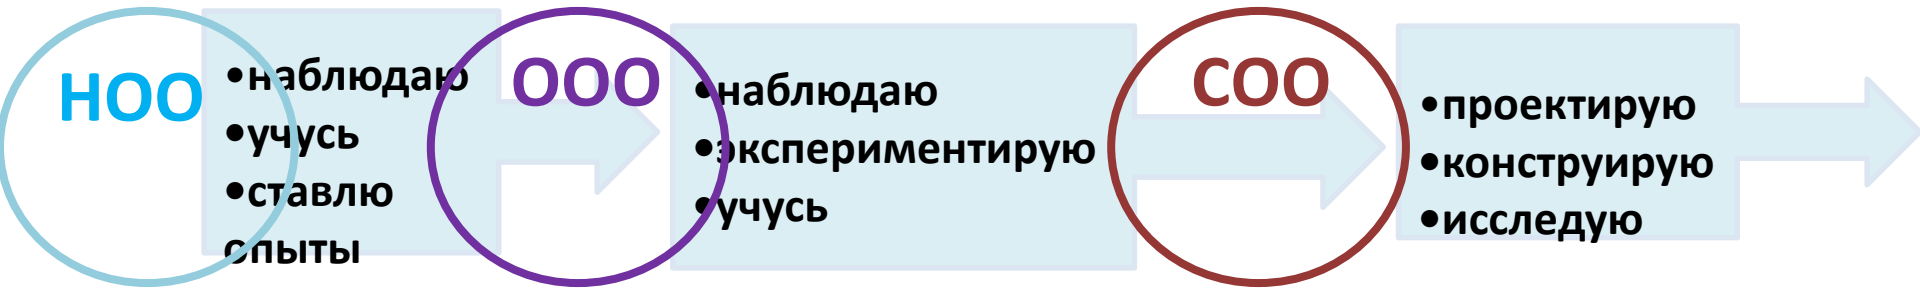 НОО
•наблюдаю
•учусь
•ставлю
опыты
ООО
•наблюдаю
•экспериментирую
•учусь
СОО
•проектирую
•конструирую
•исследую